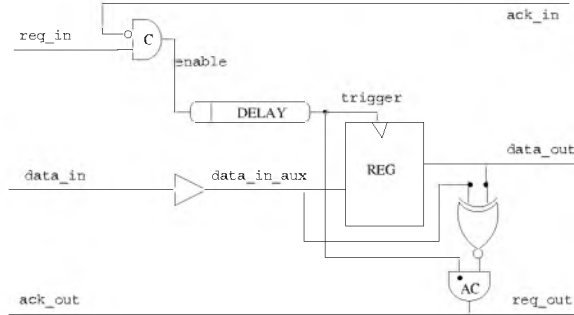 ack_in
req_in
C
enable
DELAY
trigger
REG
data_out
data_in
data_in_aux
AC
ack_out
req_out